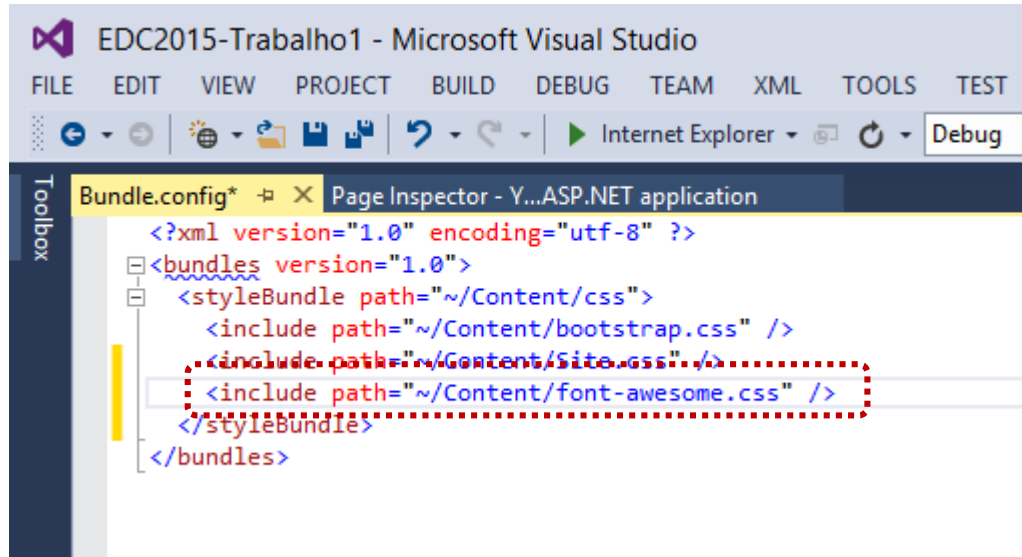 EDC2015-Trabalho1 - Microsoft Visual Studio
FILE EDIT VIEW PROJECT BUILD DEBUG TEAM XML TOOLS TEST
Internet Explorer Debug
Toolbox
Bundle.config* Page Inspector - Y...ASP.NET application
<?xml version="1.0" encoding="utf-8" ?>
<bundles version="1.0">
<styleBundle path="~/Content/css">
<include path="~/Content/bootstrap.css" />
<include path="~/Content/Site.css" />
<include path="~/Content/font-awesome.css" />
</styleBundle>
</bundles>